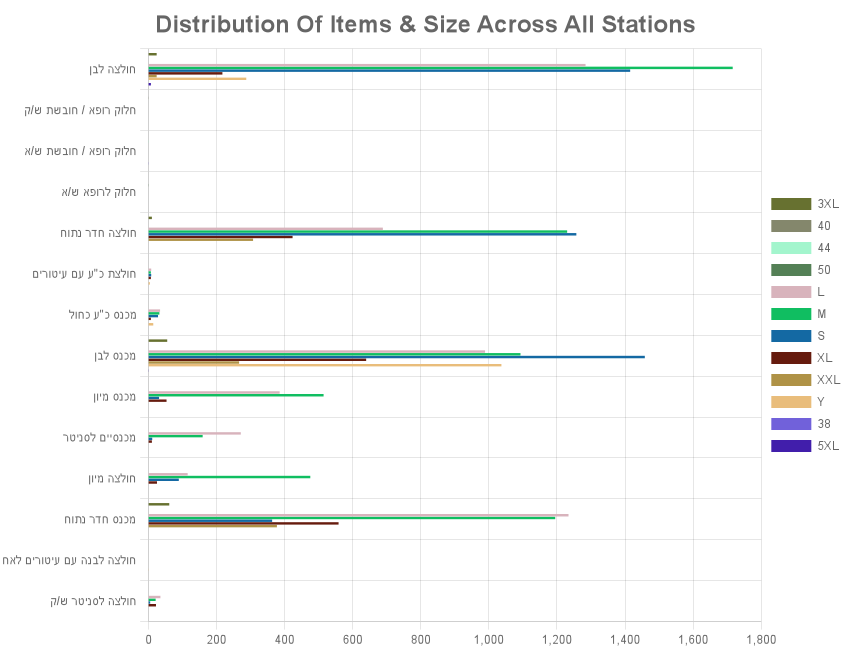 Distribution Of Items & Size Across All Stations
חולצה לבן
חלוק רופא / חובשת ש/ק
חלוק רופא / חובשת ש/א
חלוק לרופא ש/א
חולצה חדר נתוח
חולצת כ"ע עם עיטורים
מכנס כ"ע כחול
מכנס לבן
מכנס מיון
מכנסיים לסניטר
חולצה מיון
מכנס חדר נתוח
חולצה לבנה עם עיטורים לאח
חולצה לסניטר ש/ק
0 200 400 600 800 1,000 1,200 1,400 1,600 1,800
3XL
40
44
50
L
M
S
XL
XXL
Y
38
5XL